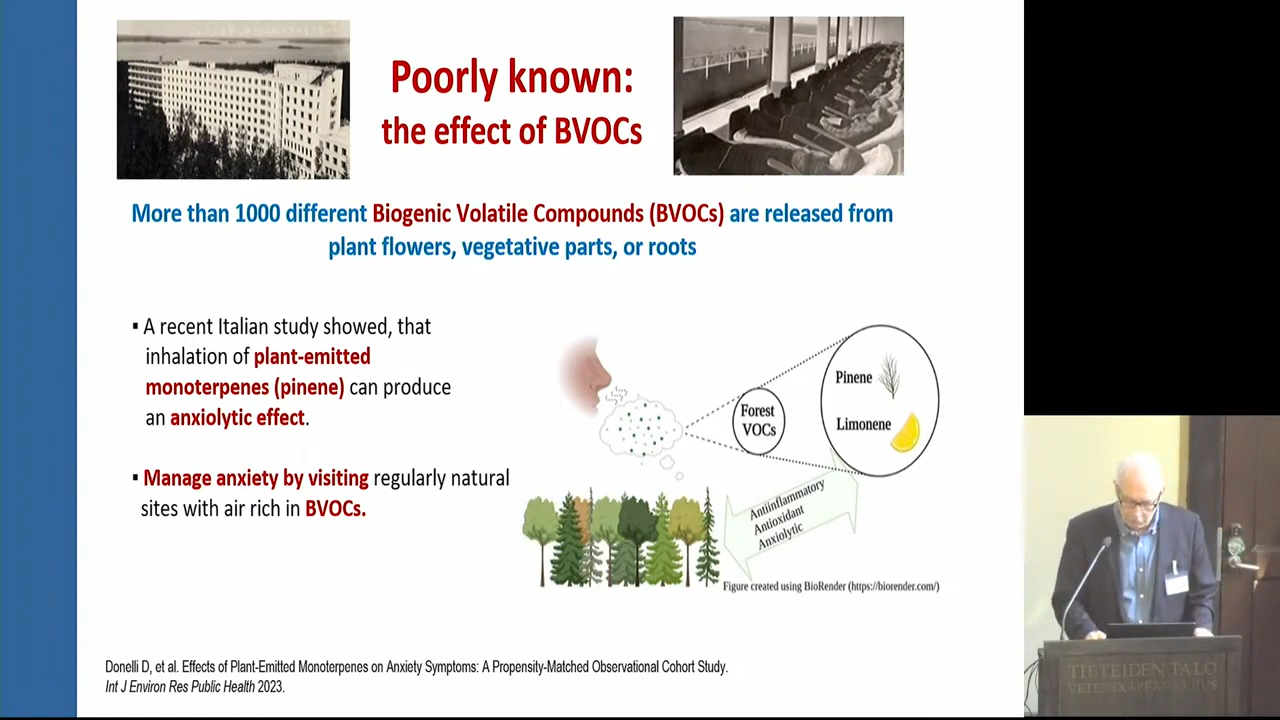 Poorly known:
the effect of BVOCs
More than 1000 different Biogenic Volatile Compounds (BVOCs) are released from
plant flowers, vegetative parts, or roots
▪ A recent Italian study showed, that
inhalation of plant-emitted
monoterpenes (pinene) can produce
an anxiolytic effect.
▪ Manage anxiety by visiting regularly natural
sites with air rich in BVOCs.
Forest
VOCs
Pinene
Limonene
Antiinflammatory
Antioxidant
Anxiolytic
Figure created using BioRender (https://biorender.com/)
Donelli D, et al. Effects of Plant-Emitted Monoterpenes on Anxiety Symptoms: A Propensity-Matched Observational Cohort Study.
Int J Environ Res Public Health 2023.
TIETEIDEN TALO
VETENSKAPERNAS HUS